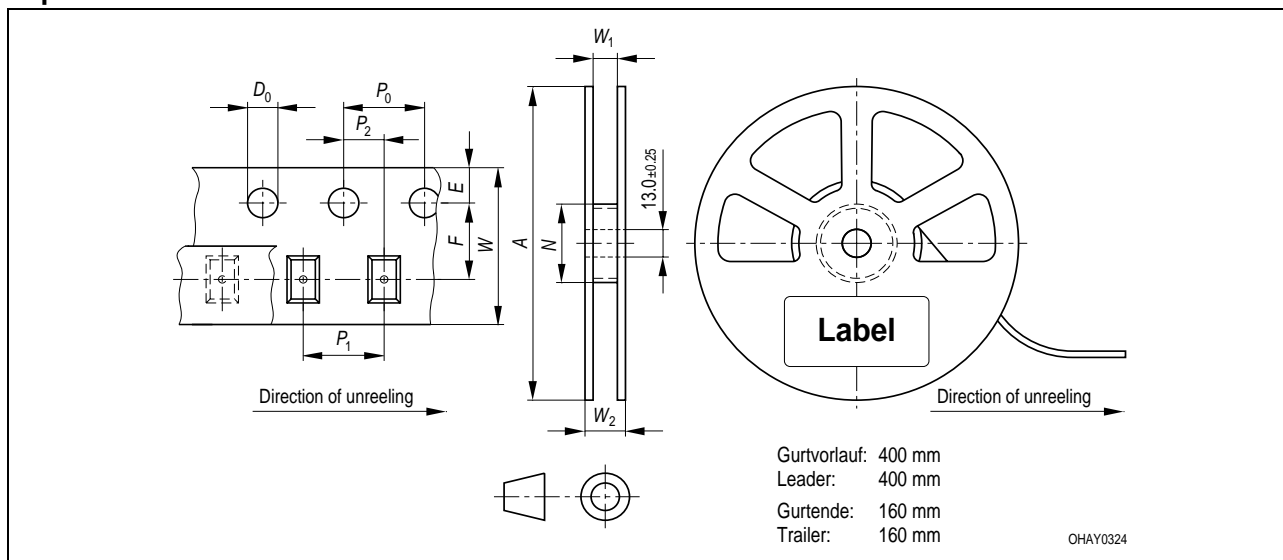 W₁
D₀
P₀
P₂
E
F
W
A
N
13.0±0.25
Label
P₁
Direction of unreeling
W₂
Direction of unreeling
Gurtvorlauf: 400 mm
Leader: 400 mm
Gurtende: 160 mm
Trailer: 160 mm
OHAY0324